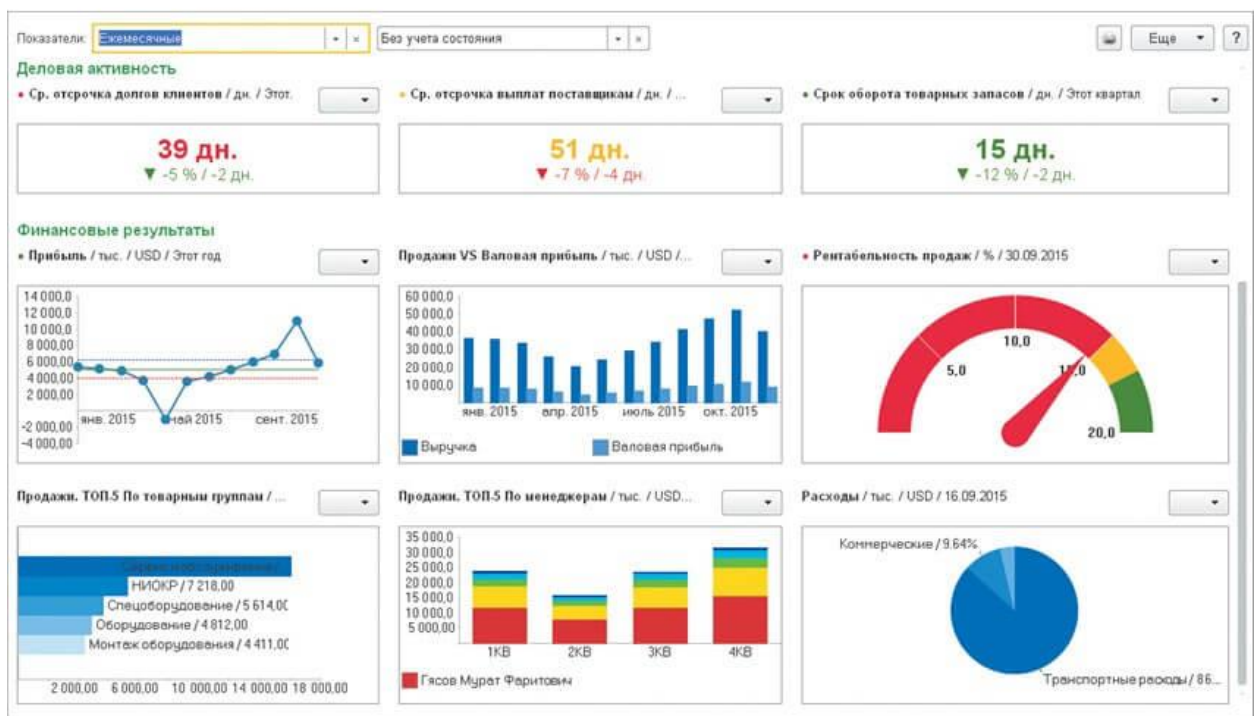 Показатели: Ежемесячные Без учета состояния Еще ?
Деловая активность
Ср. отсрочка долгов клиентов / дн. / Этот.
Ср. отсрочка выплат поставщикам / дн. / ...
Срок оборота товарных запасов / дн. / Этот квартал
39 дн.
▼ -5 % / -2 дн.
51 дн.
▼ -7 % / -4 дн.
15 дн.
▼ -12 % / -2 дн.
Финансовые результаты
Прибыль / тыс. / USD / Этот год
Продажи VS Валовая прибыль / тыс. / USD /...
Рентабельность продаж / % / 30.09.2015
14 000,0
12 000,0
10 000,0
8 000,00
6 000,00
4 000,00
2 000,00
-2 000,00
-4 000,00
янв. 2015 май 2015 сент. 2015
60 000,0
50 000,0
40 000,0
30 000,0
20 000,0
10 000,0
янв. 2015 апр. 2015 июль 2015 окт. 2015
Выручка Валовая прибыль
5,0
10,0
15,0
20,0
Продажи. ТОП-5 По товарным группам / ...
Продажи. ТОП-5 По менеджерам / тыс. / USD...
Расходы / тыс. / USD / 16.09.2015
НИОКР / 7 218,00
Спецоборудование / 5 614,0
Оборудование / 4 812,00
Монтаж оборудования / 4 411,0
2 000,00 6 000,00 10 000,00 14 000,00 18 000,00
35 000,0
30 000,0
25 000,0
20 000,0
15 000,0
10 000,0
5 000,00
1КВ 2КВ 3КВ 4КВ
Гясов Мурат Фаритович
Коммерческие / 9.64%
Транспортные расходы / 86...